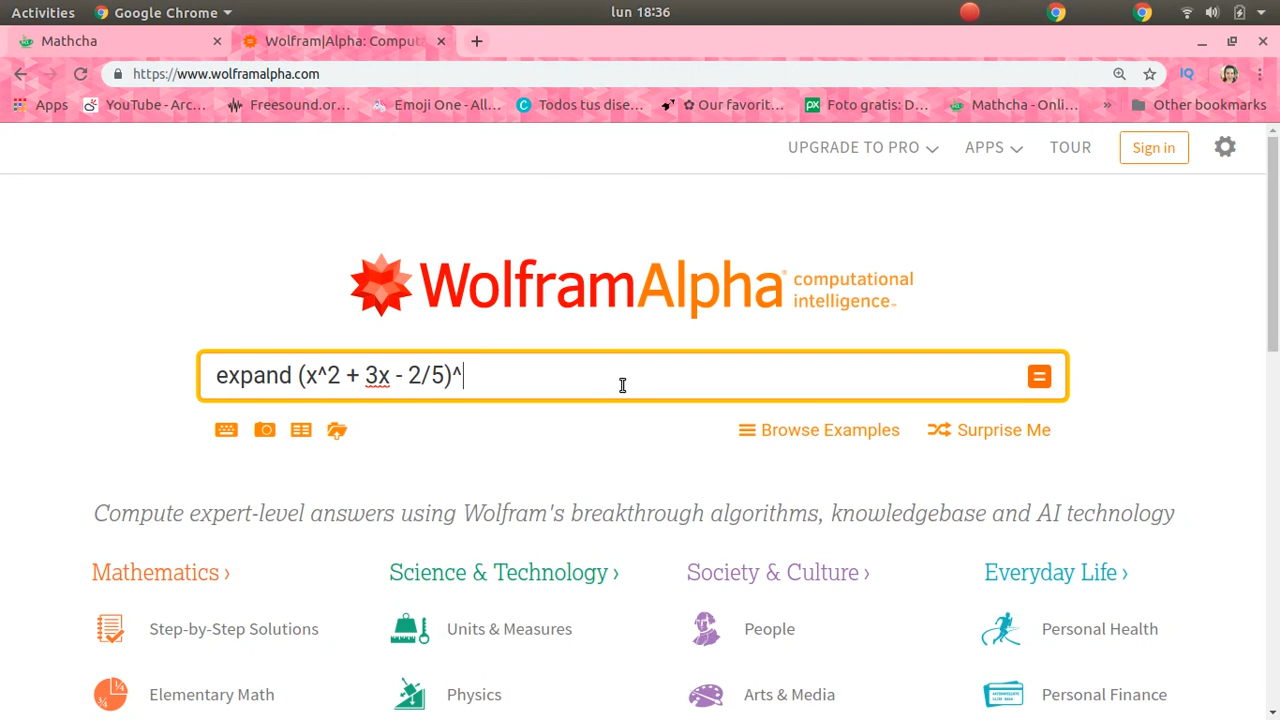 Activities Google Chrome lun 18:36
Mathcha Wolfram|Alpha: Computa
https://www.wolframalpha.com IQ
Apps YouTube - Arc... Freesound.or... Emoji One - All... Todos tus dise... ✿ Our favorit... Foto gratis: D... Mathcha - Onli... » Other bookmarks
UPGRADE TO PRO APPS TOUR Sign in
WolframAlpha computational intelligence™
expand (x^2 + 3x - 2/5)^
Browse Examples Surprise Me
Compute expert-level answers using Wolfram's breakthrough algorithms, knowledgebase and AI technology
Mathematics › Science & Technology › Society & Culture › Everyday Life ›
Step-by-Step Solutions Units & Measures People Personal Health
Elementary Math Physics Arts & Media Personal Finance